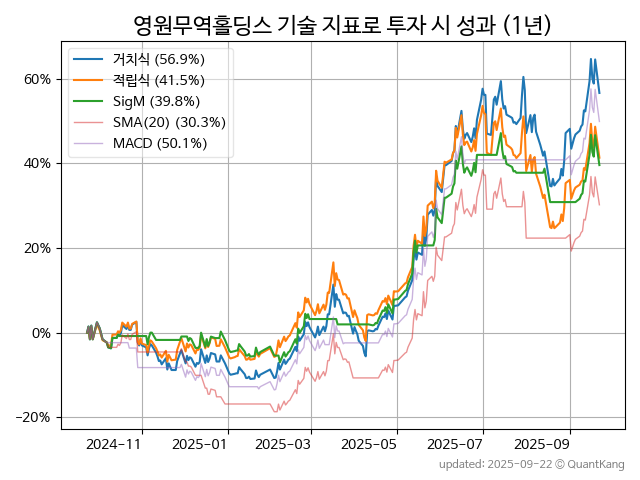 영원무역홀딩스 기술 지표로 투자 시 성과 (1년)
거치식 (56.9%)
적립식 (41.5%)
SigM (39.8%)
SMA(20) (30.3%)
MACD (50.1%)
60%
40%
20%
0%
−20%
2024-11 2025-01 2025-03 2025-05 2025-07 2025-09
updated: 2025-09-22 © QuantKang